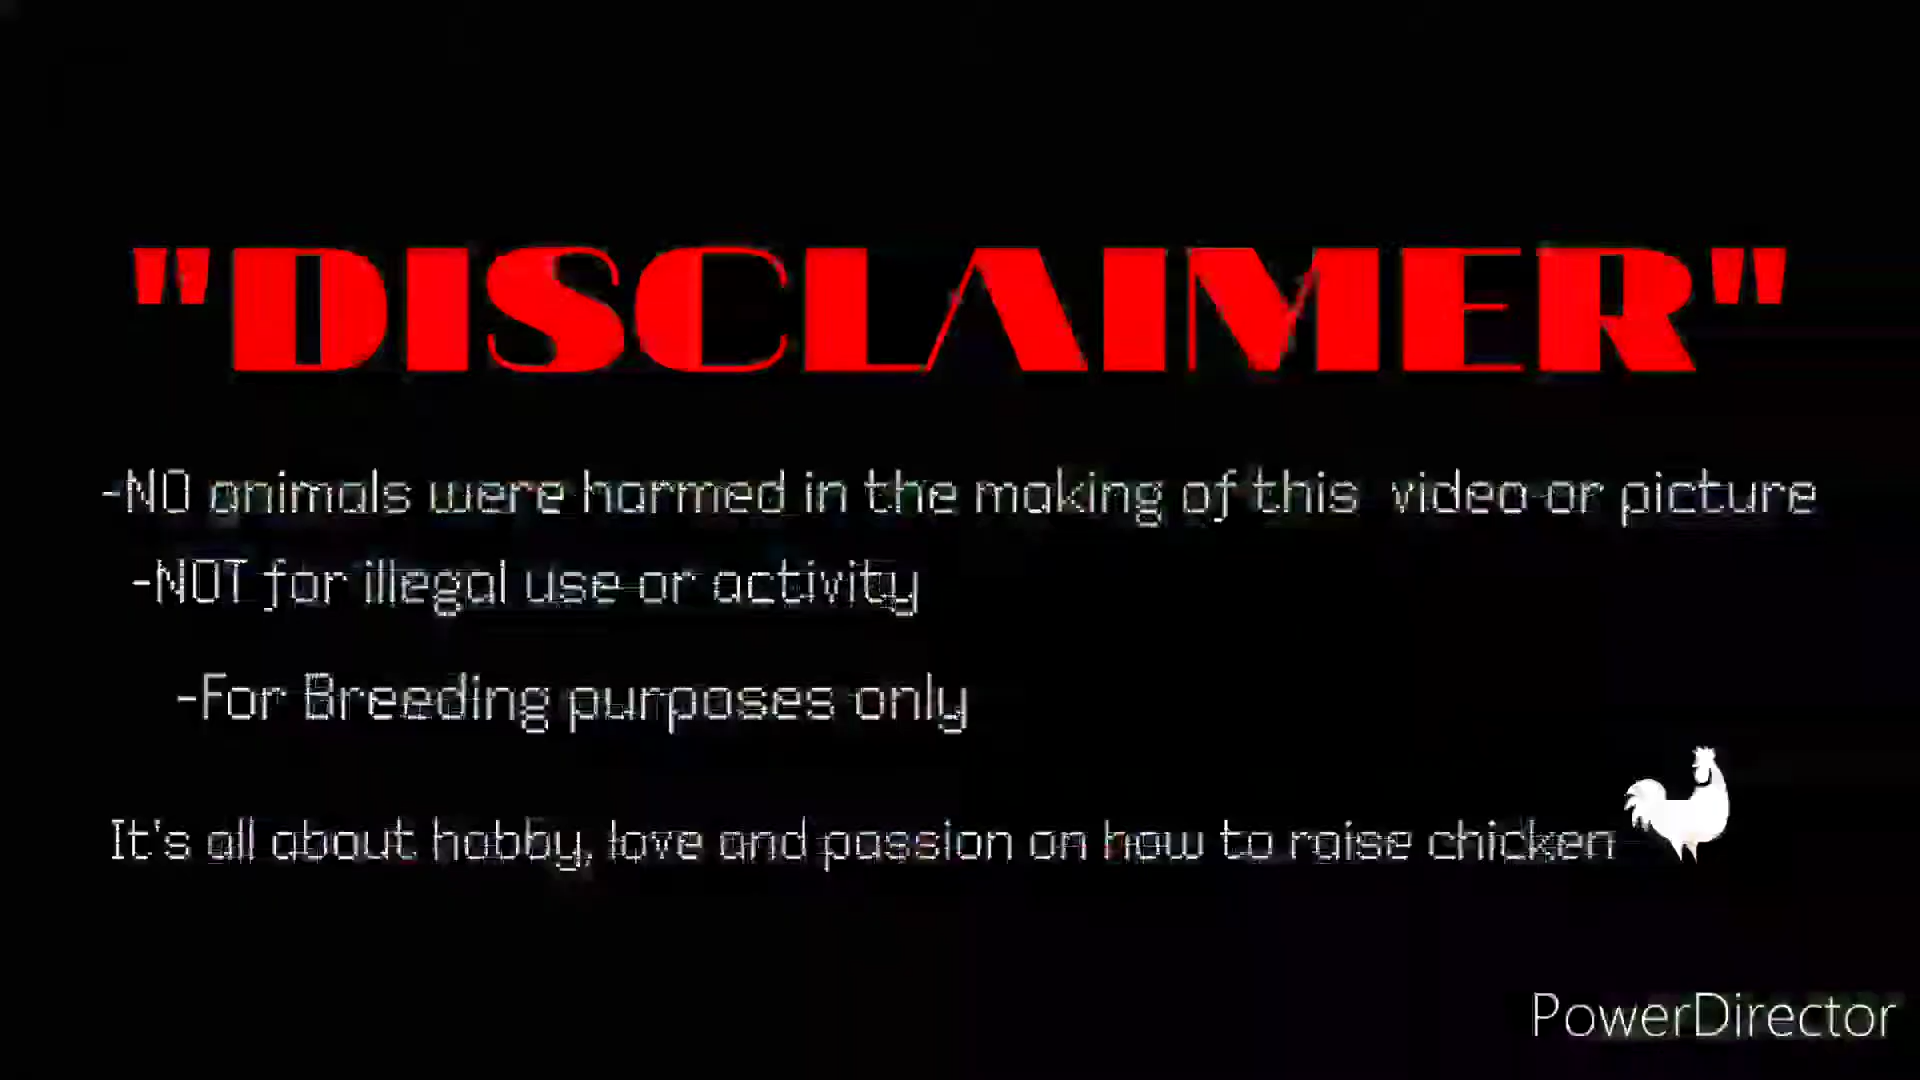 "DISCLAIMER"
-NO animals were harmed in the making of this video or picture
-NOT for illegal use or activity
-For Breeding purposes only
It's all about hobby, love and passion on how to raise chicken
PowerDirector